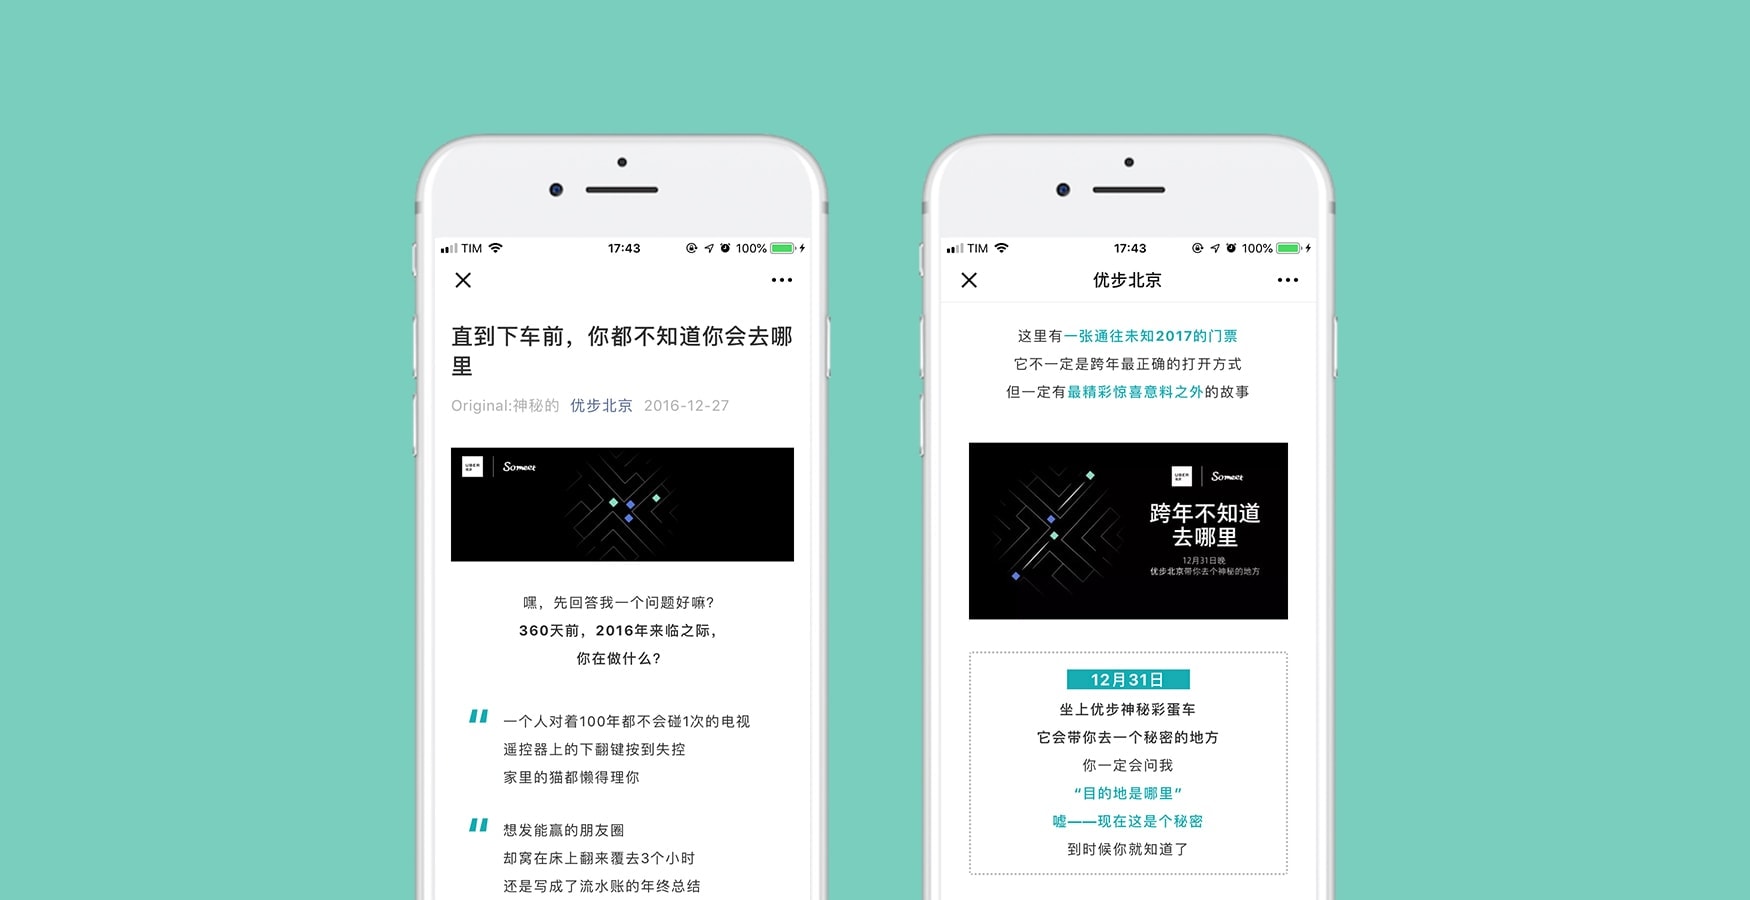 TIM
17:43
100%
直到下车前，你都不知道你会去哪
里
Original:神秘的 优步北京 2016-12-27
UBER
Someet
嘿，先回答我一个问题好嘛？
360天前，2016年来临之际，
你在做什么？
一个人对着100年都不会碰1次的电视
遥控器上的下翻键按到失控
家里的猫都懒得理你
想发能赢的朋友圈
却窝在床上翻来覆去3个小时
还是写成了流水账的年终总结
TIM
17:43
100%
优步北京
这里有一张通往未知2017的门票
它不一定是跨年最正确的打开方式
但一定有最精彩惊喜意料之外的故事
UBER
Someet
跨年不知道
去哪里
12月31日晚
优步北京带你去个神秘的地方
12月31日
坐上优步神秘彩蛋车
它会带你去一个秘密的地方
你一定会问我
“目的地是哪里”
嘘——现在这是个秘密
到时候你就知道了